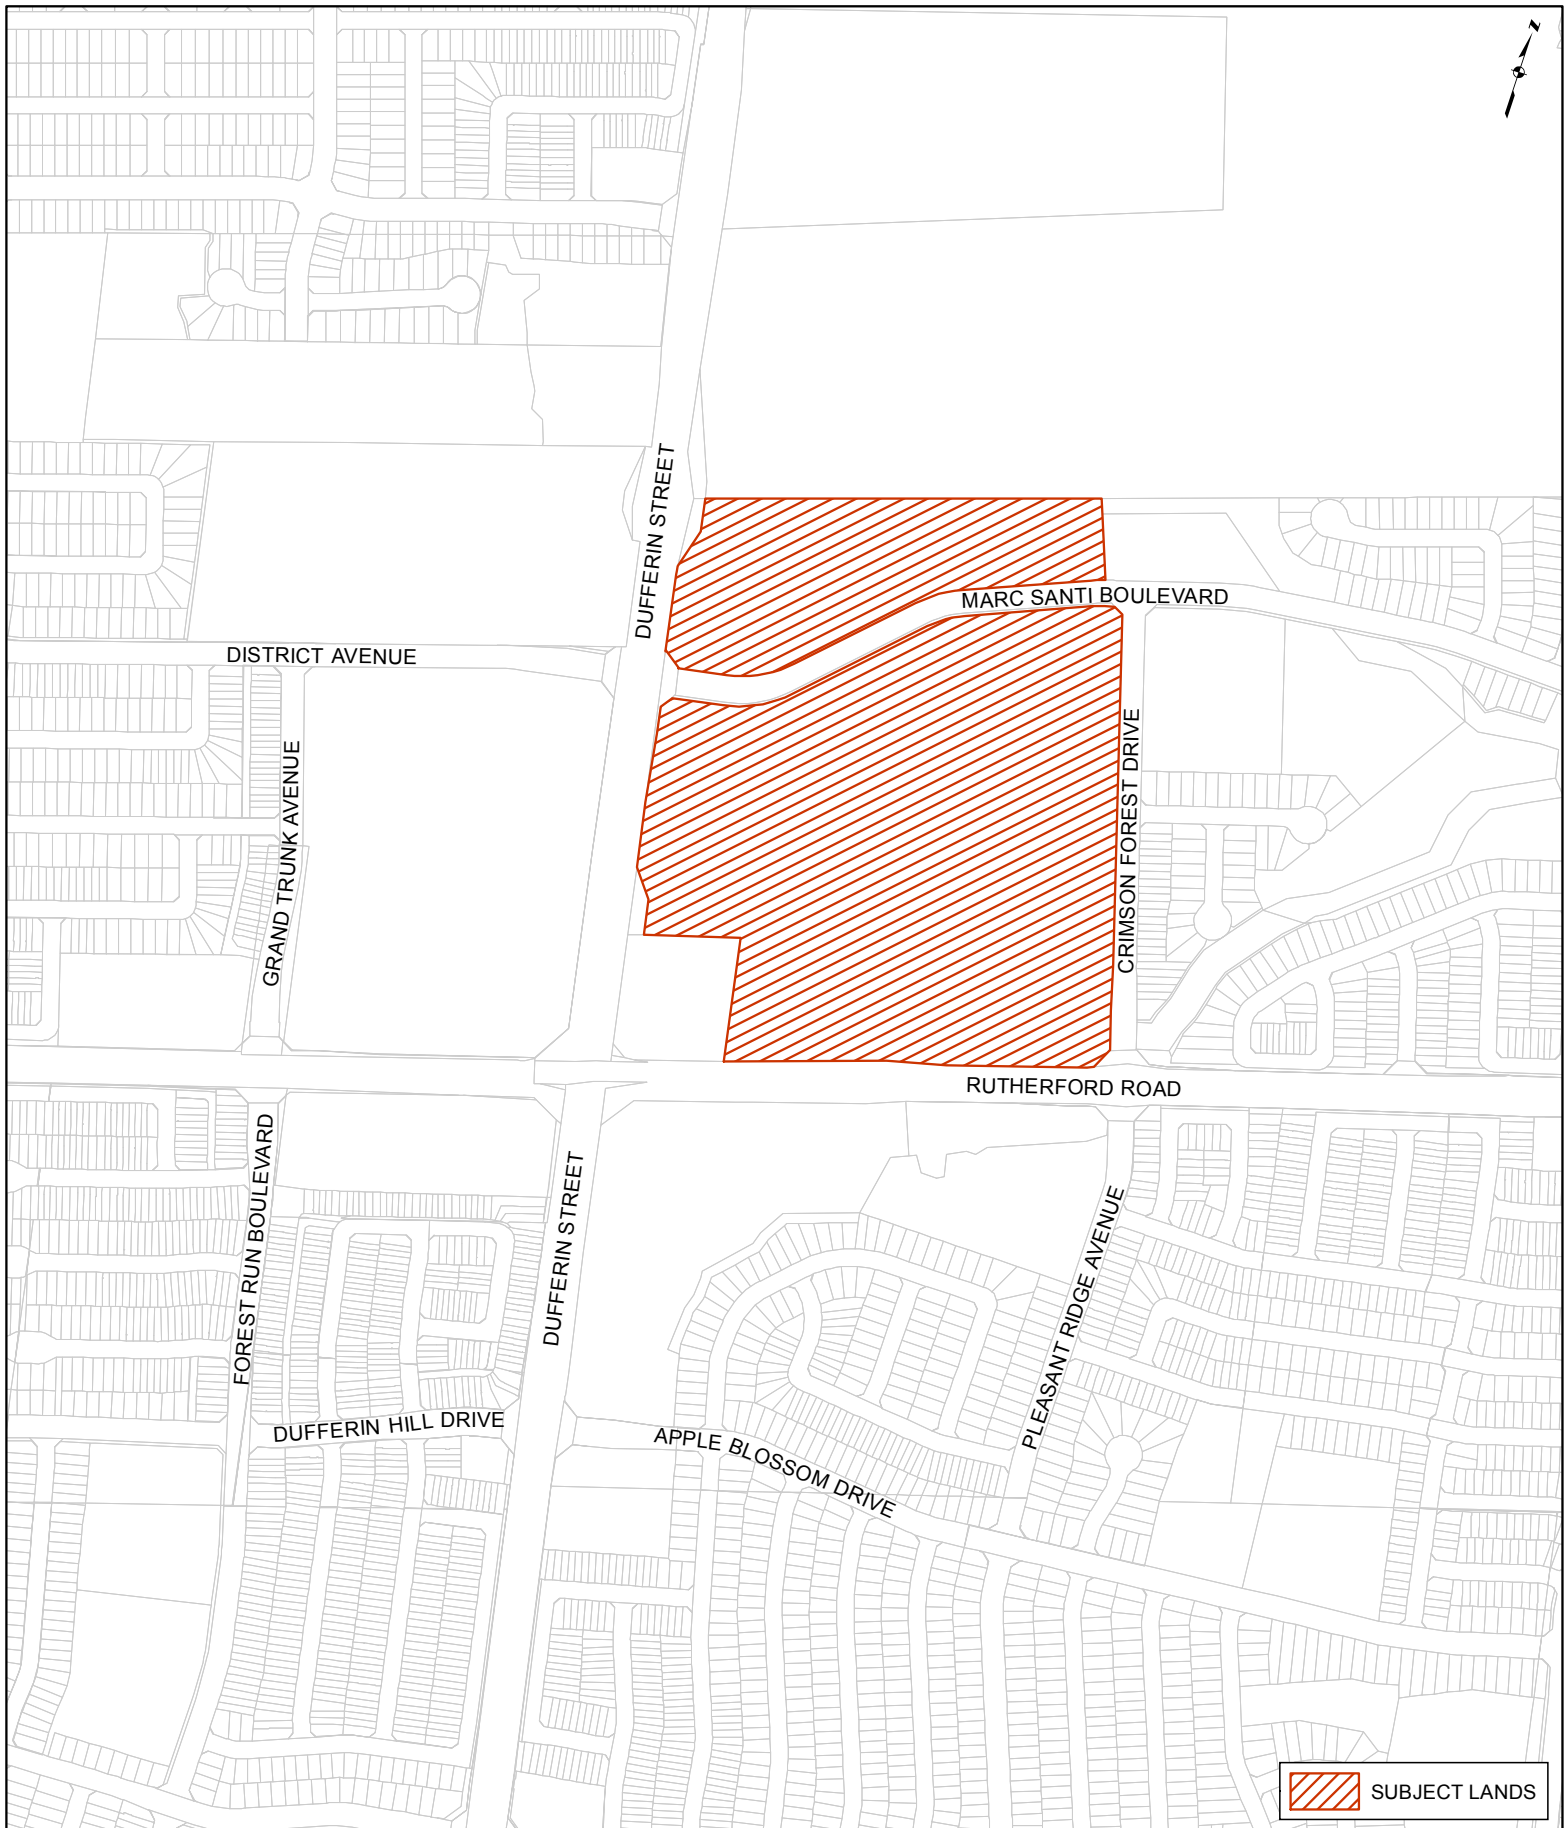 N
DUFFERIN STREET
MARC SANTI BOULEVARD
DISTRICT AVENUE
GRAND TRUNK AVENUE
CRIMSON FOREST DRIVE
RUTHERFORD ROAD
FOREST RUN BOULEVARD
DUFFERIN STREET
PLEASANT RIDGE AVENUE
DUFFERIN HILL DRIVE
APPLE BLOSSOM DRIVE
SUBJECT LANDS